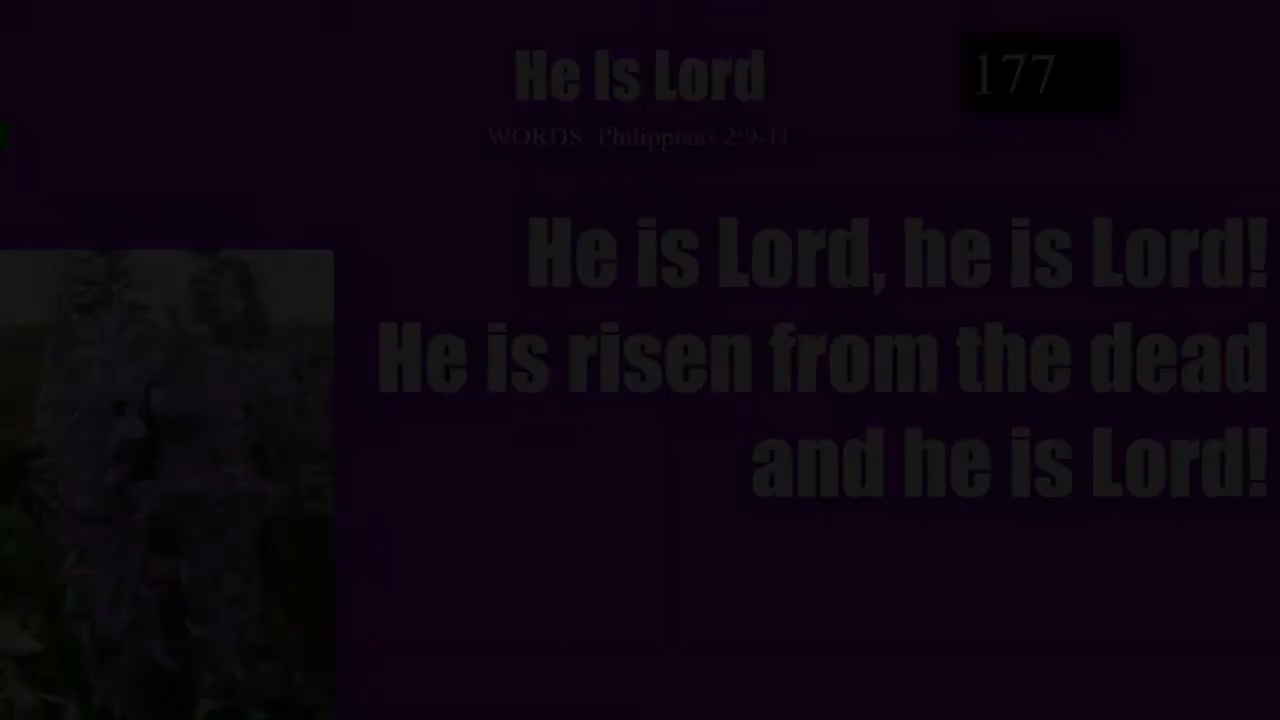 He Is Lord
177
WORDS: Philippians 2:9-11
He is Lord, he is Lord!
He is risen from the dead
and he is Lord!